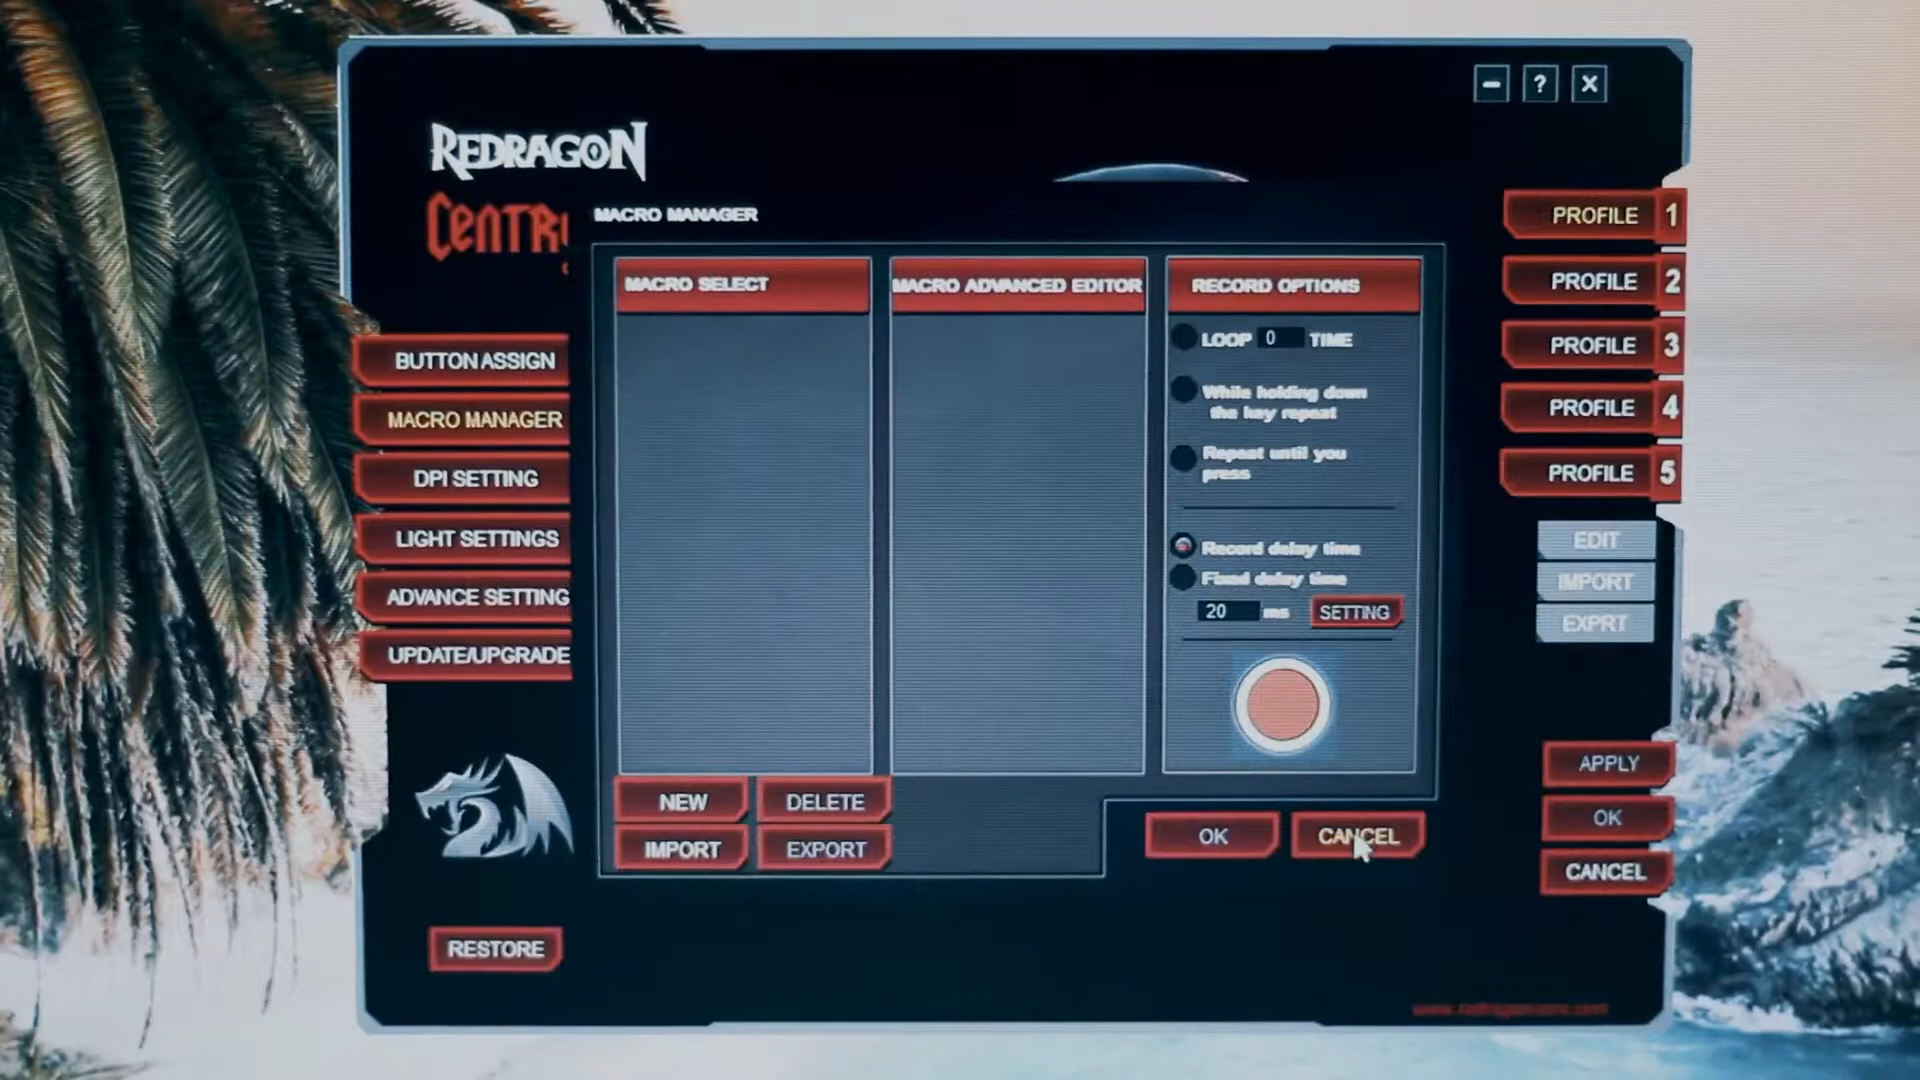 REDRAGON
CENTR
MACRO MANAGER
MACRO SELECT
MACRO ADVANCED EDITOR
RECORD OPTIONS
LOOP 0 TIME
While holding down
the key repeat
Repeat until you
press
Record delay time
Fixed delay time
20 ms SETTING
NEW
DELETE
IMPORT
EXPORT
OK
CANCEL
BUTTON ASSIGN
MACRO MANAGER
DPI SETTING
LIGHT SETTINGS
ADVANCE SETTING
UPDATE/UPGRADE
RESTORE
?
PROFILE 1
PROFILE 2
PROFILE 3
PROFILE 4
PROFILE 5
EDIT
IMPORT
EXPRT
APPLY
OK
CANCEL